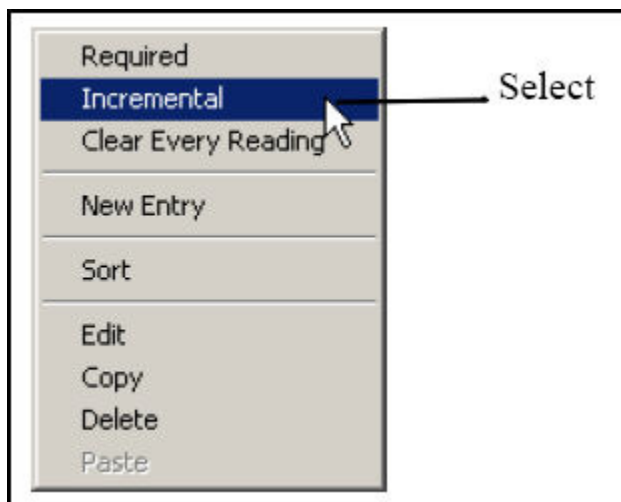 Required
Incremental
Select
Clear Every Reading
New Entry
Sort
Edit
Copy
Delete
Paste